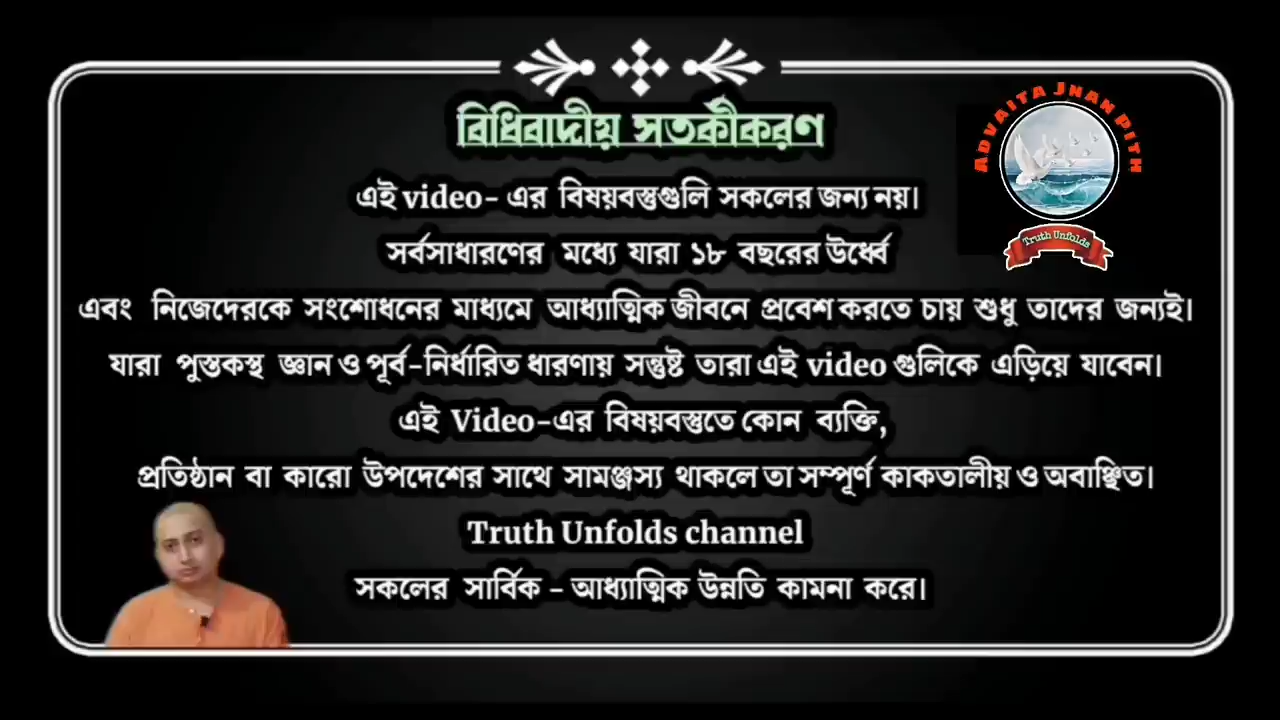 বিধিবাদীয় সতর্কীকরণ
ADVAITA JNAN PITH
Truth Unfolds
এই video- এর বিষয়বস্তুগুলি সকলের জন্য নয়।
সর্বসাধারণের মধ্যে যারা ১৮ বছরের উর্ধ্বে
এবং নিজেদেরকে সংশোধনের মাধ্যমে আধ্যাত্মিক জীবনে প্রবেশ করতে চায় শুধু তাদের জন্যই।
যারা পুস্তকস্থ জ্ঞান ও পূর্ব-নির্ধারিত ধারণায় সন্তুষ্ট তারা এই video গুলিকে এড়িয়ে যাবেন।
এই Video-এর বিষয়বস্তুতে কোন ব্যক্তি,
প্রতিষ্ঠান বা কারো উপদেশের সাথে সামঞ্জস্য থাকলে তা সম্পূর্ণ কাকতালীয় ও অবাঞ্ছিত।
Truth Unfolds channel
সকলের সার্বিক - আধ্যাত্মিক উন্নতি কামনা করে।